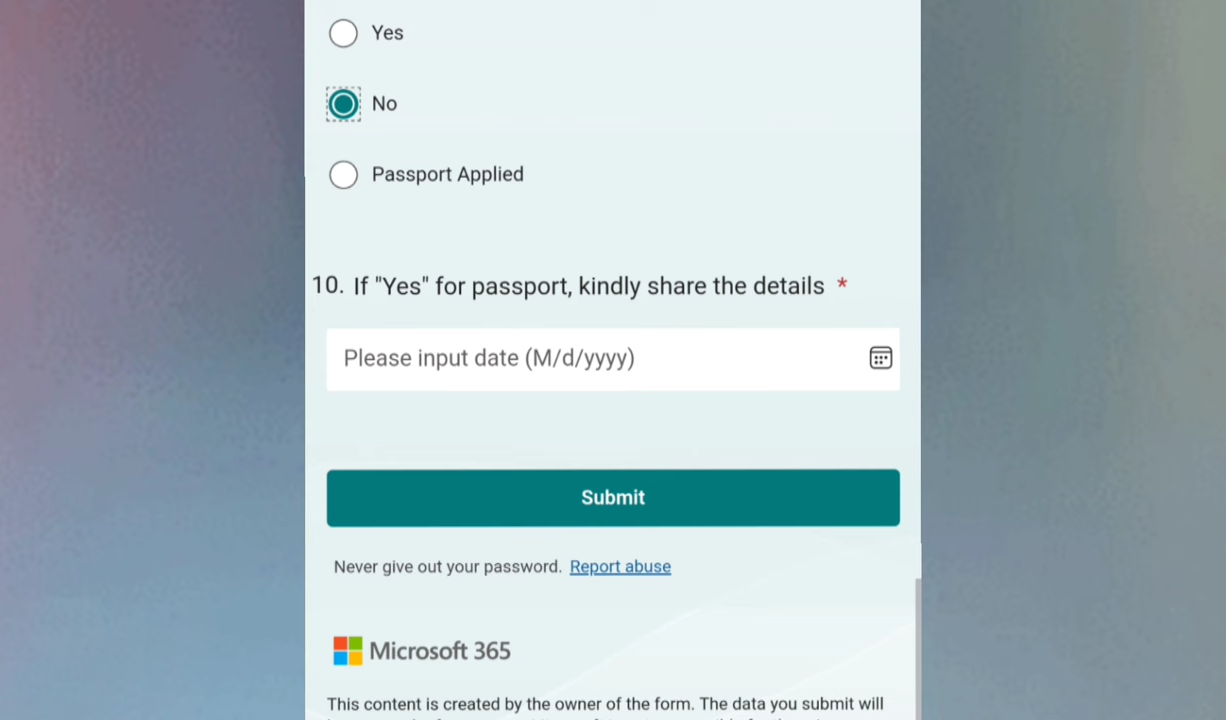 Yes
No
Passport Applied
10. If "Yes" for passport, kindly share the details *
Please input date (M/d/yyyy)
Submit
Never give out your password. Report abuse
Microsoft 365
This content is created by the owner of the form. The data you submit will